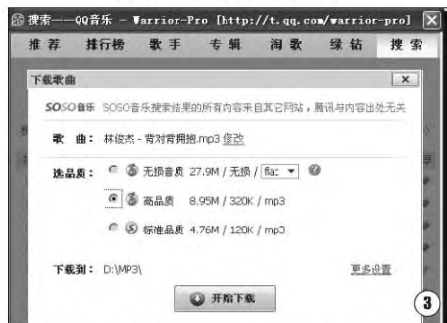 搜索——QQ音乐 - Warrior-Pro [http://t.qq.com/warrior-pro]
推荐 排行榜 歌手 专辑 淘歌 绿钻 搜索
下载歌曲
SOSO音乐 SOSO音乐搜索结果的所有内容来自其它网站，腾讯与内容出处无关
歌 曲： 林俊杰 - 背对背拥抱.mp3 修改
选品质： 无损音质 27.9M / 无损 / flac
高品质 8.95M / 320K / mp3
标准品质 4.76M / 120K / mp3
下载到： D:\MP3\ 更多设置
开始下载
3